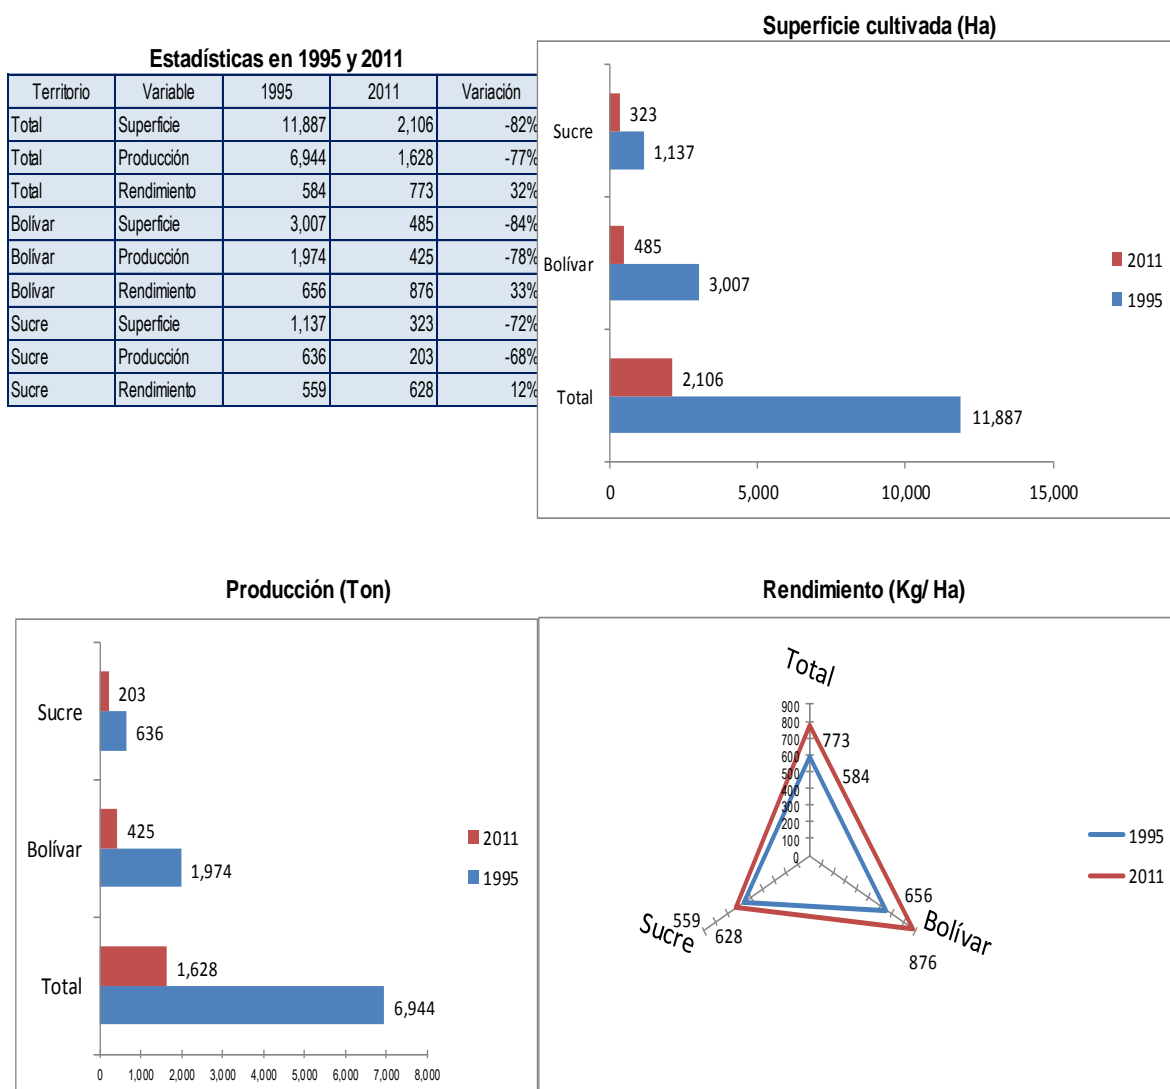 Estadísticas en 1995 y 2011
Territorio Variable 1995 2011 Variación
Total Superficie 11,887 2,106 -82%
Total Producción 6,944 1,628 -77%
Total Rendimiento 584 773 32%
Bolívar Superficie 3,007 485 -84%
Bolívar Producción 1,974 425 -78%
Bolívar Rendimiento 656 876 33%
Sucre Superficie 1,137 323 -72%
Sucre Producción 636 203 -68%
Sucre Rendimiento 559 628 12%
Superficie cultivada (Ha)
323
Sucre
1,137
485
Bolívar
3,007
2011
1995
2,106
Total
11,887
0 5,000 10,000 15,000
Producción (Ton)
203
Sucre
636
425
Bolívar
1,974
2011
1995
1,628
Total
6,944
0 1,000 2,000 3,000 4,000 5,000 6,000 7,000 8,000
Rendimiento (Kg/ Ha)
Total
900
800
700
600
500
400
300
200
100
0
773
584
1995
2011
656
Bolívar
876
559
Sucre
628